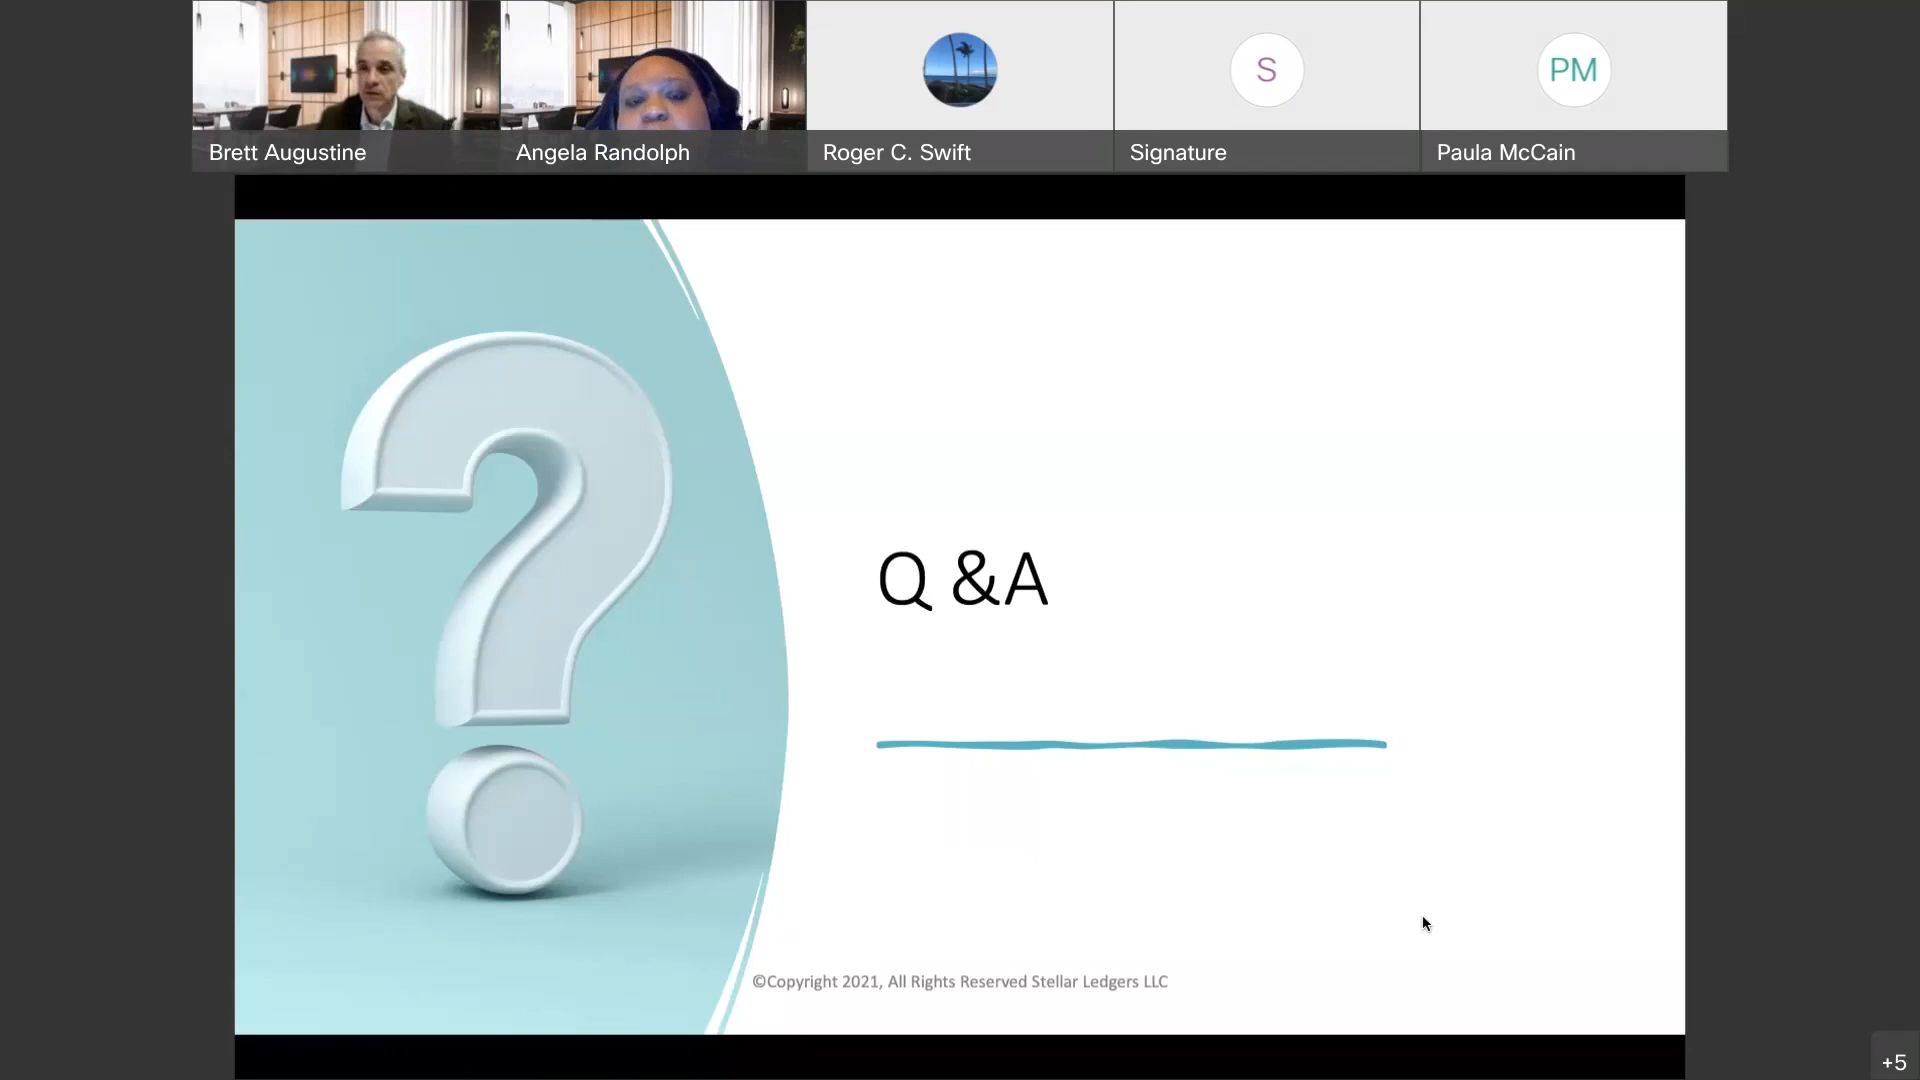 Brett Augustine
Angela Randolph
Roger C. Swift
S
Signature
PM
Paula McCain
Q &A
©Copyright 2021, All Rights Reserved Stellar Ledgers LLC
+5